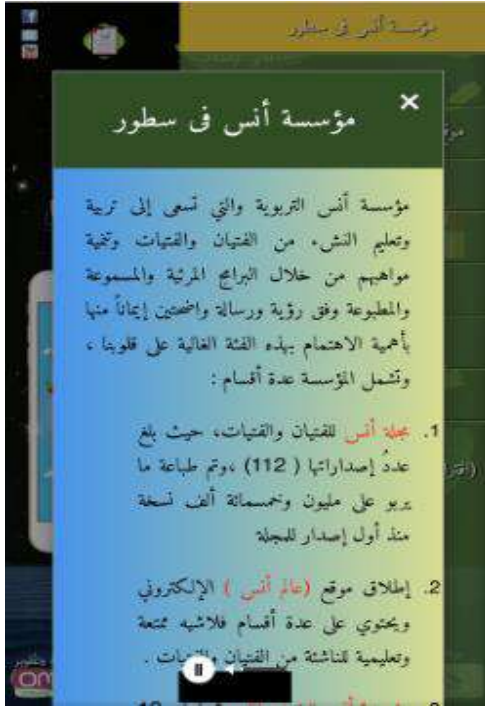 مؤسسة أنس فى سطور
مؤسسة أنس فى سطور
مؤسسة أنس التربوية والتي تسعى إلى تربية
وتعليم النشء من الفتيان والفتيات وتنمية
مواهبهم من خلال البرامج المرئية والمسموعة
والمطبوعة وفق رؤية ورسالة واضحتين إيماناً منها
بأهمية الاهتمام بهذه الفئة الغالية على قلوبنا ،
وتشمل المؤسسة عدة أقسام :
1. مجلة أنس للفتيان والفتيات، حيث بلغ
عددُ إصداراتها ( 112) ،وتم طباعة ما
يربو على مليون وخمسمائة ألف نسخة
منذ أول إصدار للمجلة
2. إطلاق موقع (عالم أنس ) الإلكتروني
ويحتوي على عدة أقسام فلاشيه ممتعة
وتعليمية للناشئة من الفتيان والفتيات .